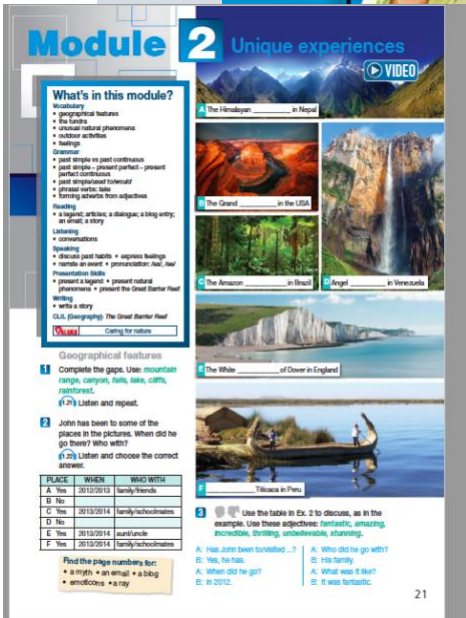 Module 2 Unique experiences
VIDEO
What's in this module?
Vocabulary
• geographical features
• the tundra
• unusual natural phenomena
• outdoor activities
• feelings
Grammar
• past simple vs past continuous
• past simple – present perfect – present
perfect continuous
• past simple/used to/would
• phrasal verbs: take
• forming adverbs from adjectives
Reading
• a legend; articles; a dialogue; a blog entry;
an email; a story
Listening
• conversations
Speaking
• discuss past habits • express feelings
• narrate an event • pronunciation:
Presentation Skills
• present a legend • present natural
phenomena • present the Great Barrier Reef
Writing
• write a story
CLIL (Geography): The Great Barrier Reef
VALUES Caring for nature
A The Himalayan ________ in Nepal
B The Grand ________ in the USA
C The Amazon ________ in Brazil
D Angel ________ in Venezuela
E The White ________ of Dover in England
F ________ Titicaca in Peru
Geographical features
1 Complete the gaps. Use: mountain
range, canyon, falls, lake, cliffs,
rainforest.
Listen and repeat.
2 John has been to some of the
places in the pictures. When did he
go there? Who with?
Listen and choose the correct
answer.
PLACE WHEN WHO WITH
A Yes 2012/2013 family/friends
B No
C Yes 2013/2014 family/schoolmates
D No
E Yes 2013/2014 aunt/uncle
F Yes 2013/2014 family/schoolmates
Find the page numbers for:
• a myth • an email • a blog
• emoticons • a ray
3 Use the table in Ex. 2 to discuss, as in the
example. Use these adjectives: fantastic, amazing,
incredible, thrilling, unbelievable, stunning.
A: Has John been to/visited ...?
B: Yes, he has.
A: When did he go?
B: In 2012.
A: Who did he go with?
B: His family.
A: What was it like?
B: It was fantastic.
21